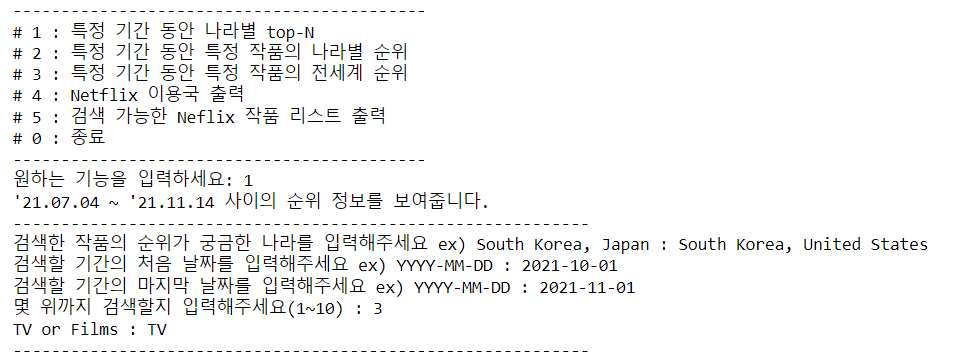 -------------------------------------------
# 1 : 특정 기간 동안 나라별 top-N
# 2 : 특정 기간 동안 특정 작품의 나라별 순위
# 3 : 특정 기간 동안 특정 작품의 전세계 순위
# 4 : Netflix 이용국 출력
# 5 : 검색 가능한 Neflix 작품 리스트 출력
# 0 : 종료
-------------------------------------------
원하는 기능을 입력하세요: 1
'21.07.04 ~ '21.11.14 사이의 순위 정보를 보여줍니다.
------------------------------------------------------------
검색한 작품의 순위가 궁금한 나라를 입력해주세요 ex) South Korea, Japan : South Korea, United States
검색할 기간의 처음 날짜를 입력해주세요 ex) YYYY-MM-DD : 2021-10-01
검색할 기간의 마지막 날짜를 입력해주세요 ex) YYYY-MM-DD : 2021-11-01
몇 위까지 검색할지 입력해주세요(1~10) : 3
TV or Films : TV
------------------------------------------------------------